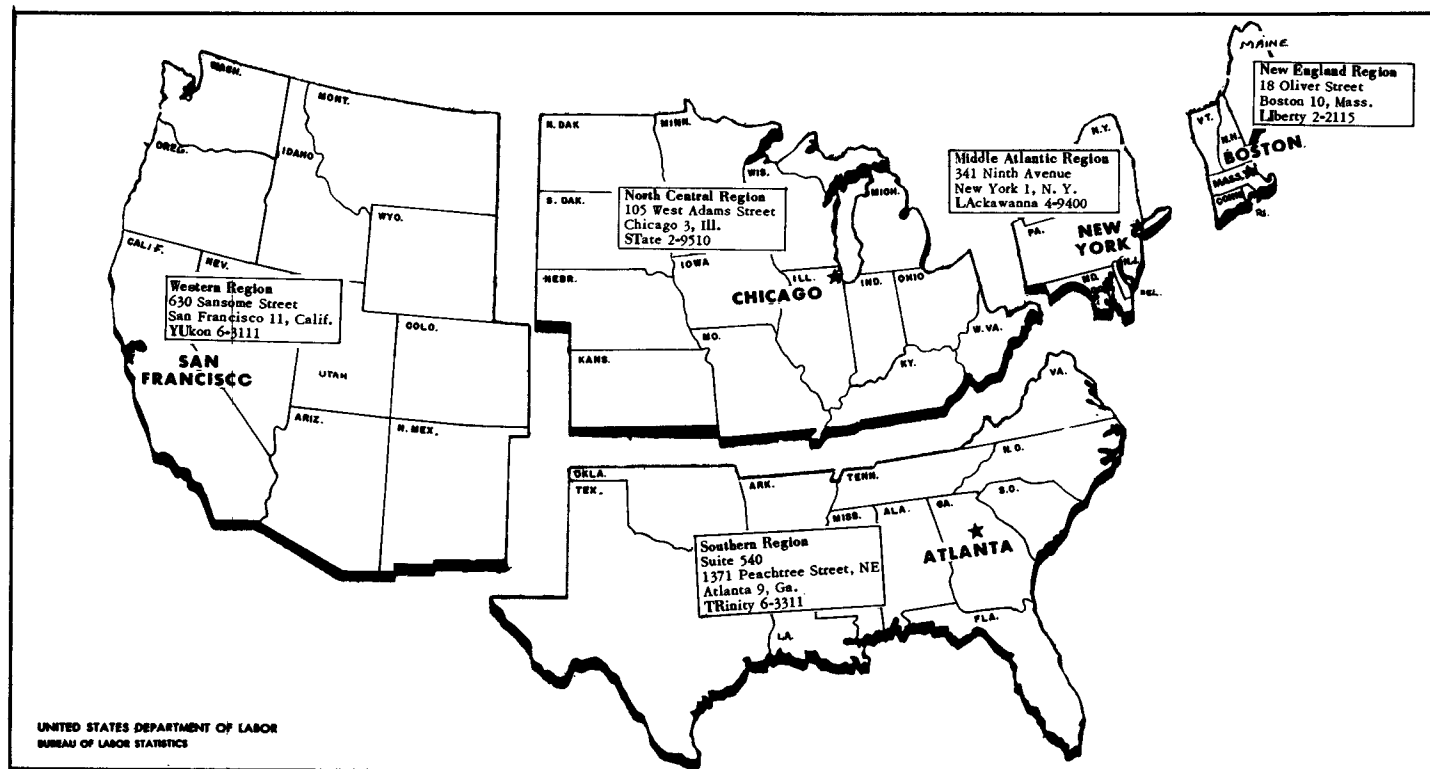 MAINE
New England Region
18 Oliver Street
Boston 10, Mass.
LIberty 2-2115
WASH.
MONT.
N. DAK
MINN.
VT.
N.H.
BOSTON
N.Y.
OREG.
IDAHO
WIS.
MICH.
Middle Atlantic Region
341 Ninth Avenue
New York 1, N. Y.
LAckawanna 4-9400
MASS.
CONN.
R.I.
WYO.
S. DAK.
North Central Region
105 West Adams Street
Chicago 3, Ill.
STate 2-9510
PA.
NEW
YORK
N.J.
MD.
DEL.
CALIF.
NEV.
Western Region
630 Sansome Street
San Francisco 11, Calif.
YUkon 6-3111
NEBR.
IOWA
ILL.
IND.
OHIO
CHICAGO
COLO.
MO.
W.VA.
SAN
FRANCISCO
UTAH
KANS.
KY.
VA.
ARIZ.
N. MEX.
OKLA.
TEX.
ARK.
TENN.
N.C.
S.C.
MISS.
ALA.
GA.
ATLANTA
Southern Region
Suite 540
1371 Peachtree Street, NE
Atlanta 9, Ga.
TRinity 6-3311
LA.
FLA.
UNITED STATES DEPARTMENT OF LABOR
BUREAU OF LABOR STATISTICS